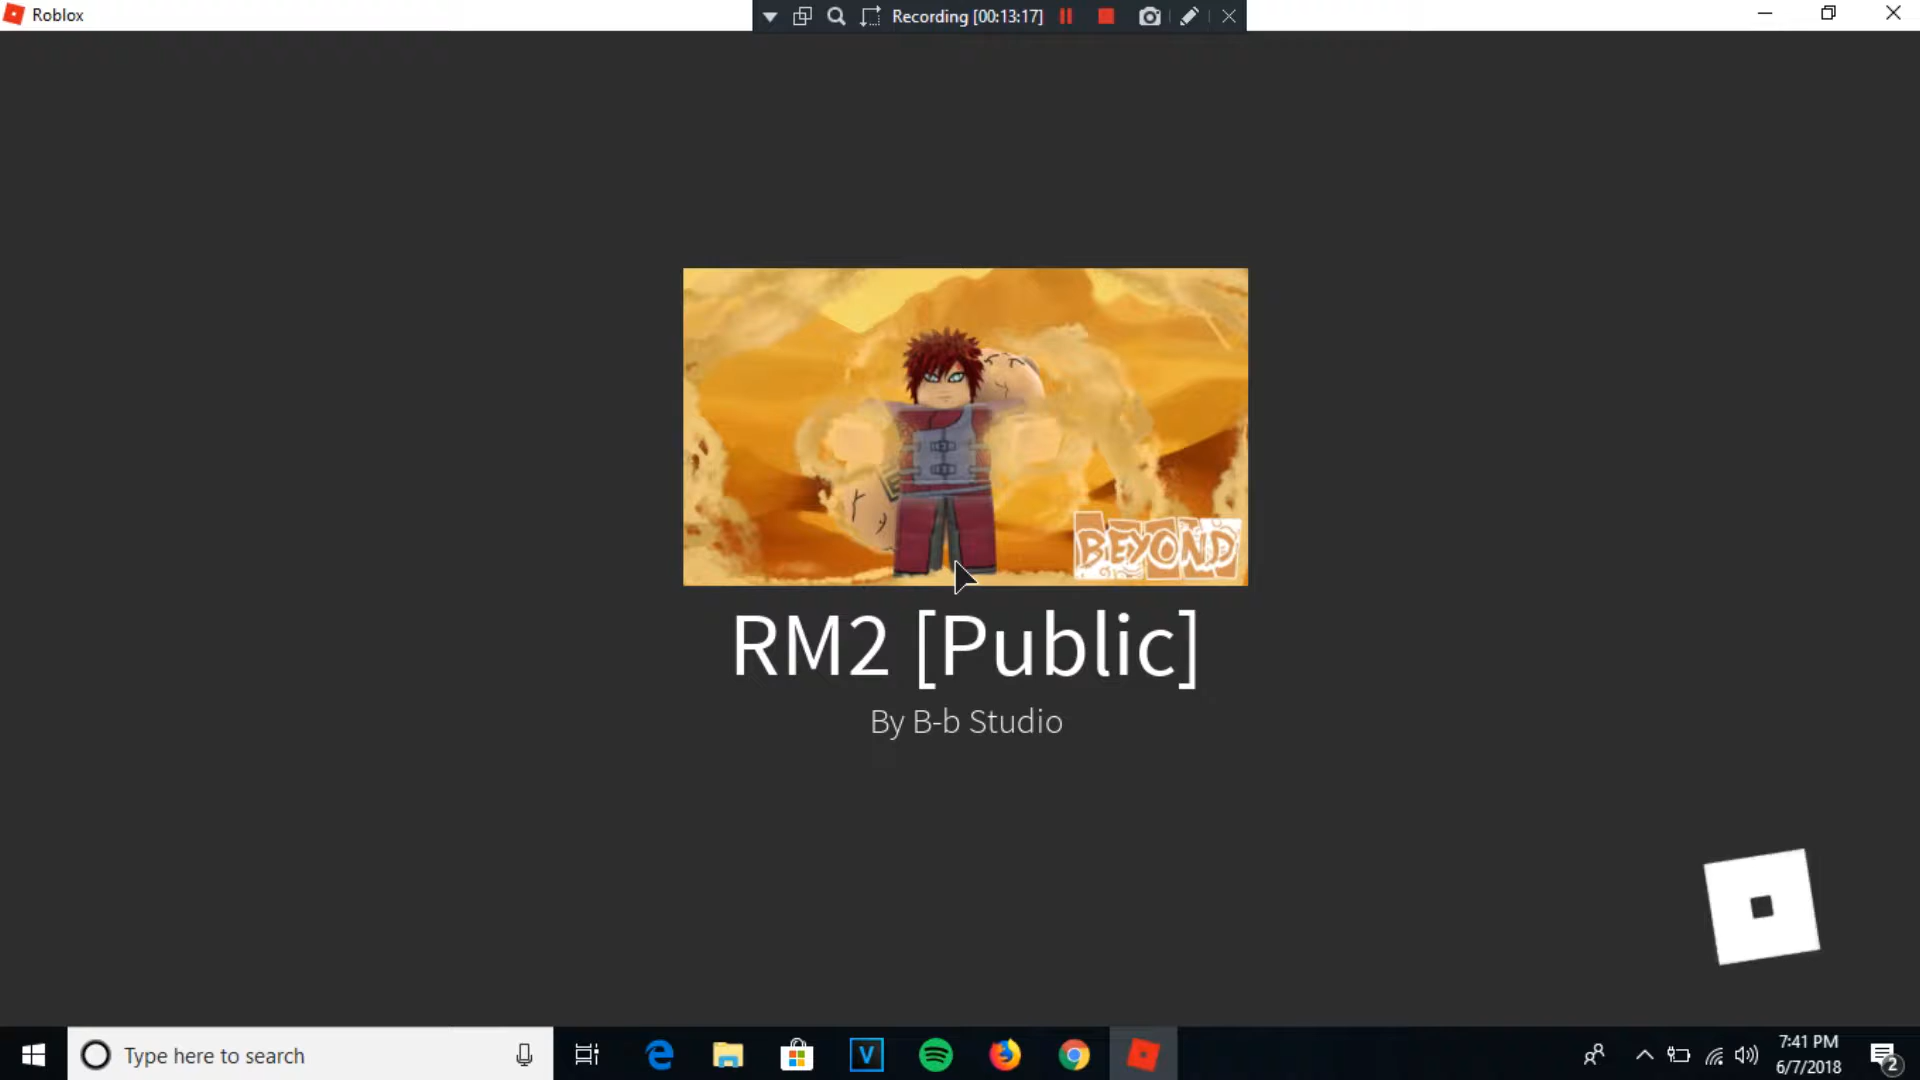 Roblox
Recording [00:13:17]
BEYOND
RM2 [Public]
By B-b Studio
Type here to search
V
7:41 PM
6/7/2018
2